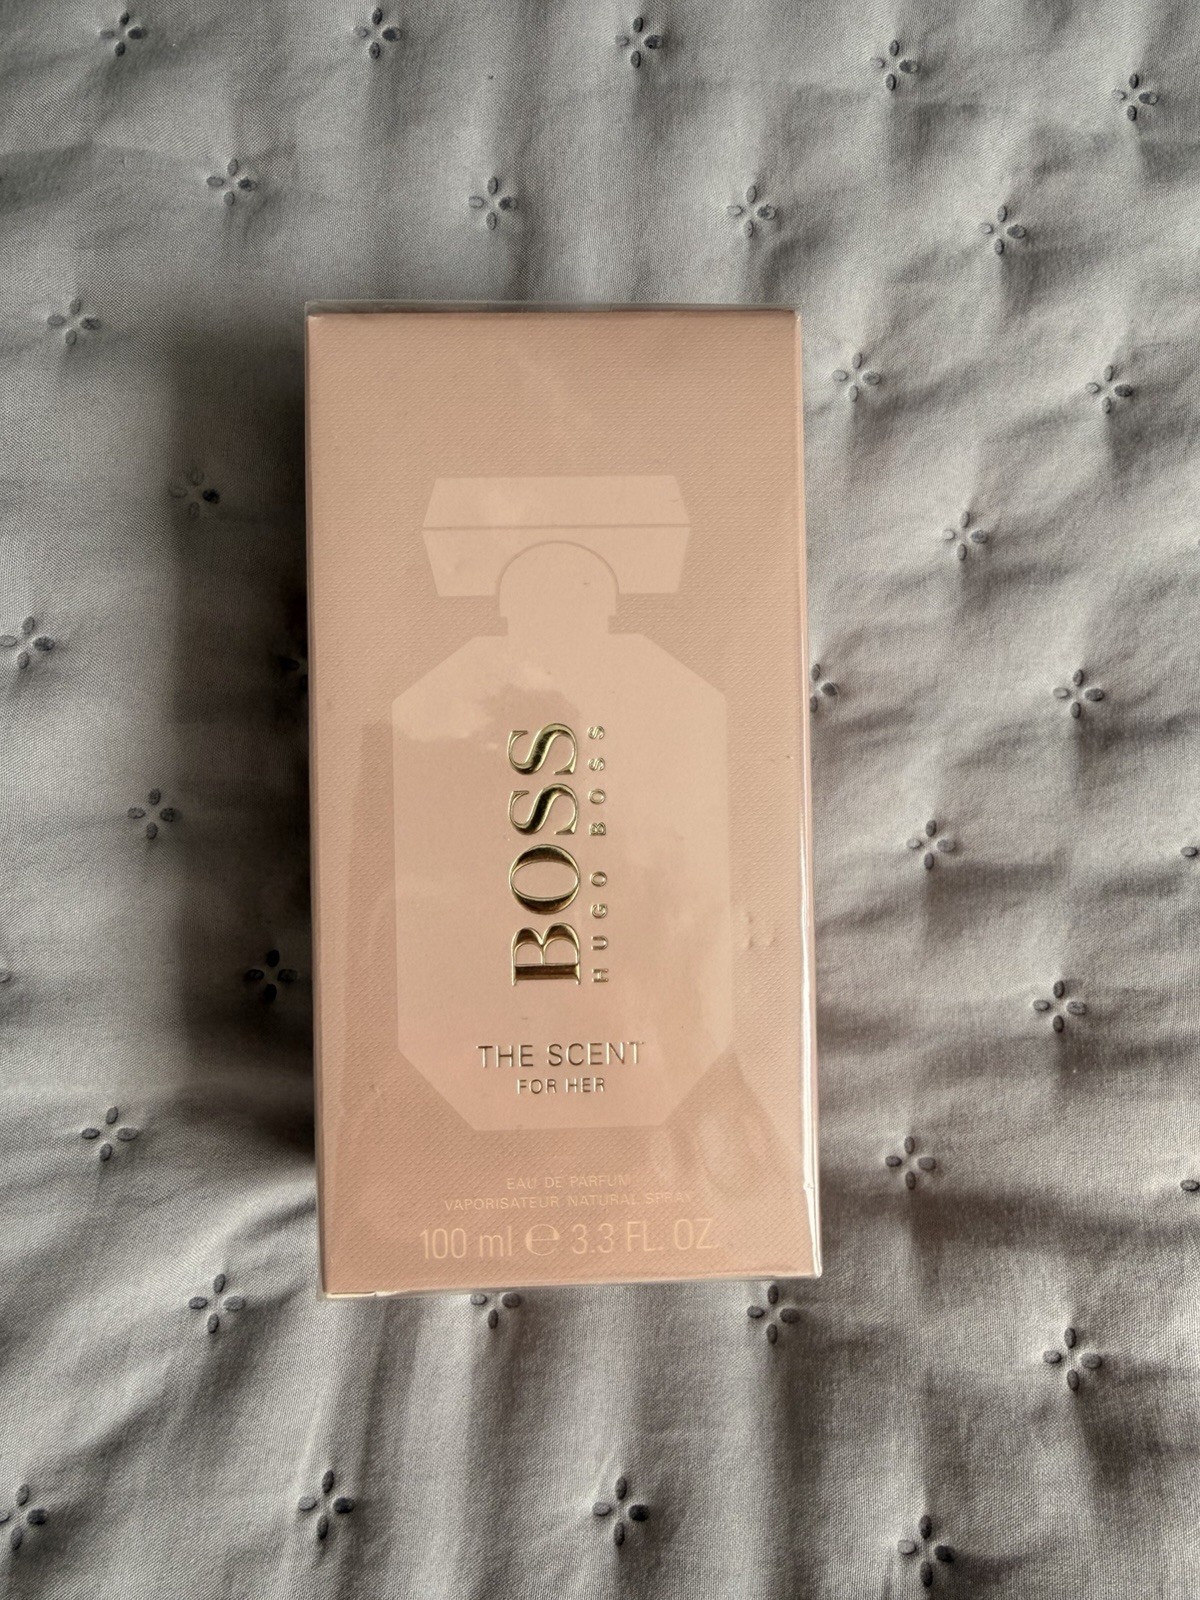 BOSS
HUGO BOSS
THE SCENT
FOR HER
EAU DE PARFUM
VAPORISATEUR NATURAL SPRAY
100 ml ℮ 3.3 FL. OZ.